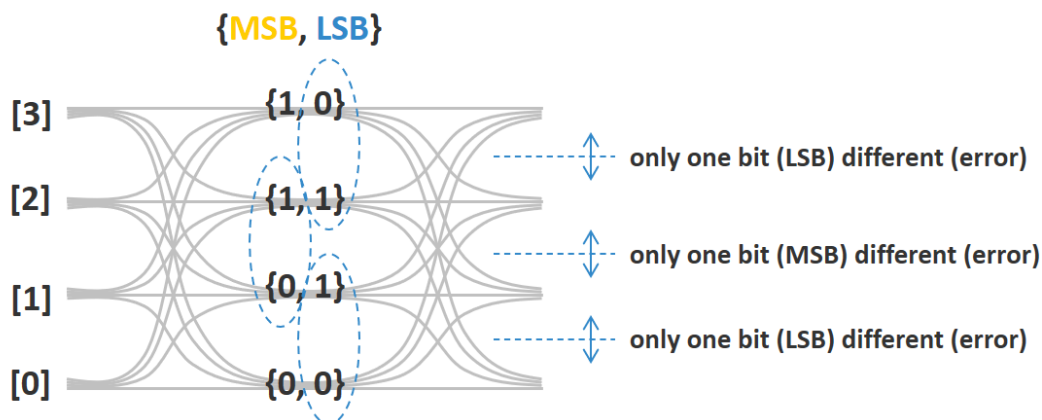 {MSB, LSB}
[3] {1, 0}
only one bit (LSB) different (error)
[2] {1, 1}
only one bit (MSB) different (error)
[1] {0, 1}
only one bit (LSB) different (error)
[0] {0, 0}